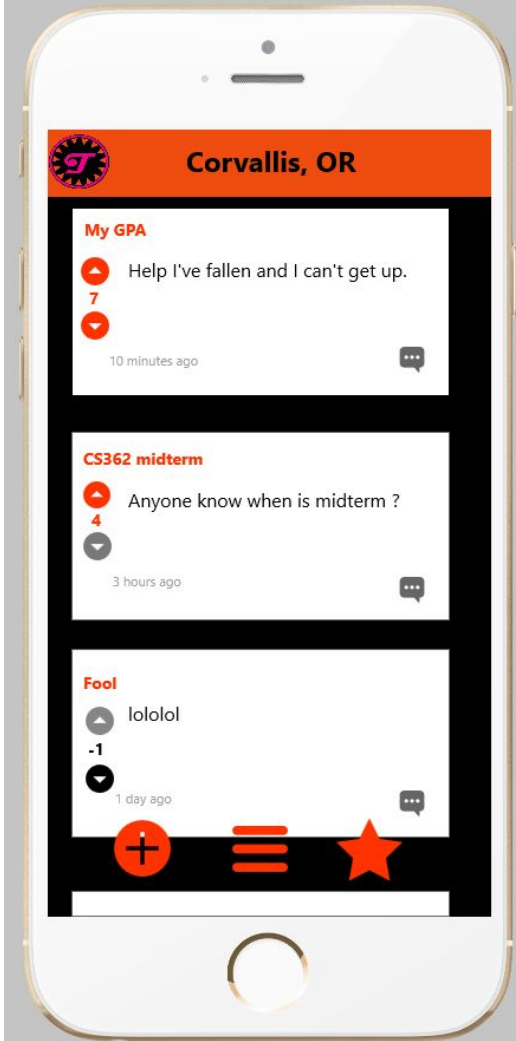 T
Corvallis, OR
My GPA
Help I've fallen and I can't get up.
7
10 minutes ago
CS362 midterm
Anyone know when is midterm ?
4
3 hours ago
Fool
lololol
-1
1 day ago